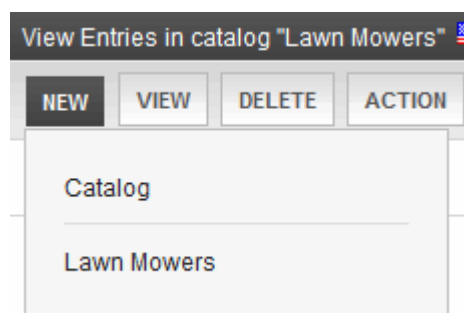 View Entries in catalog "Lawn Mowers"
NEW VIEW DELETE ACTION
Catalog
Lawn Mowers